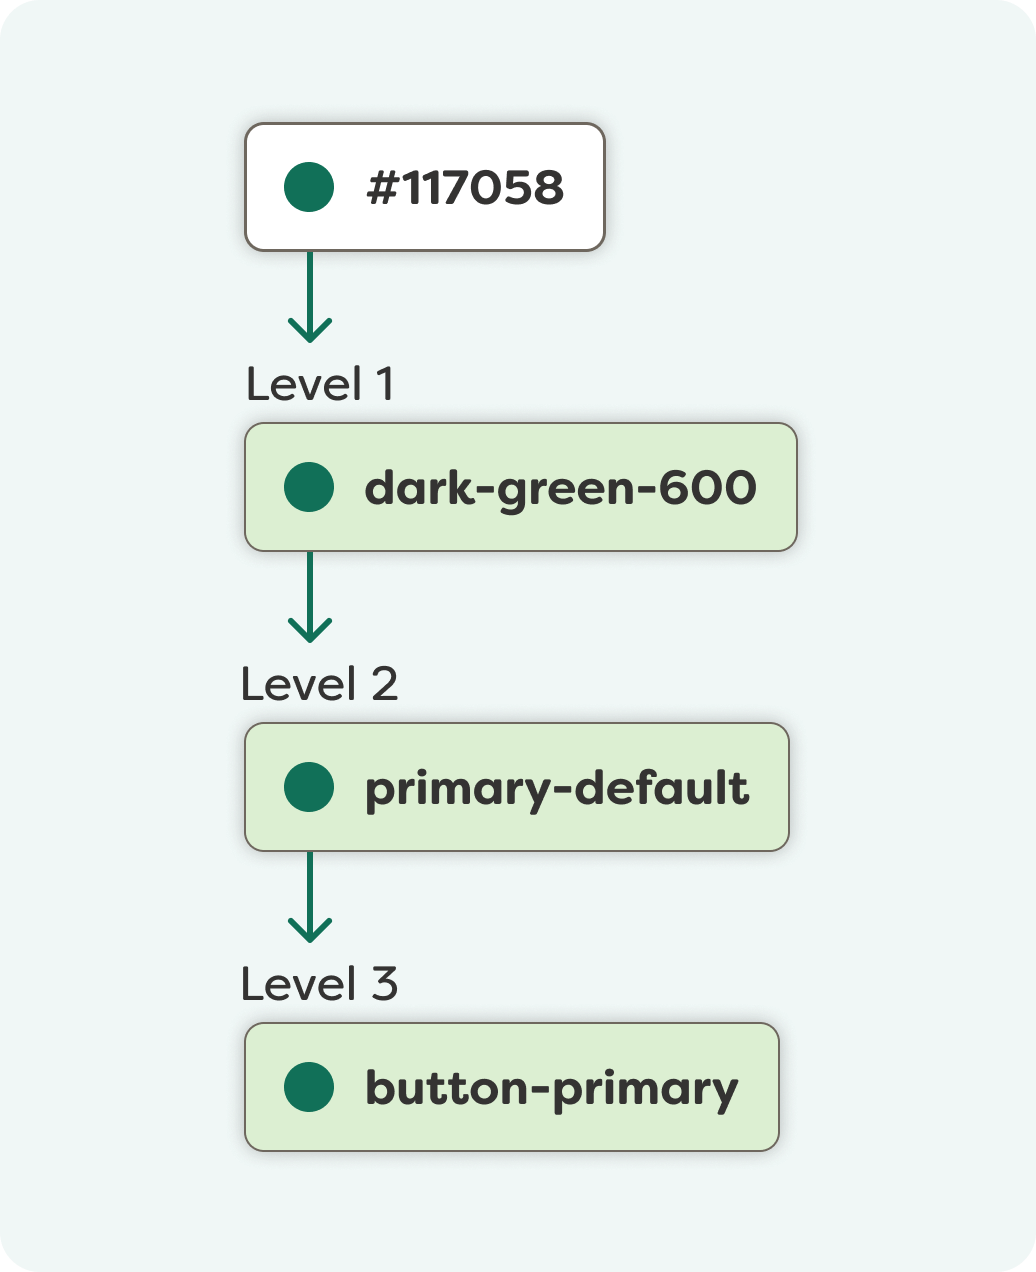 #117058
Level 1
dark-green-600
Level 2
primary-default
Level 3
button-primary